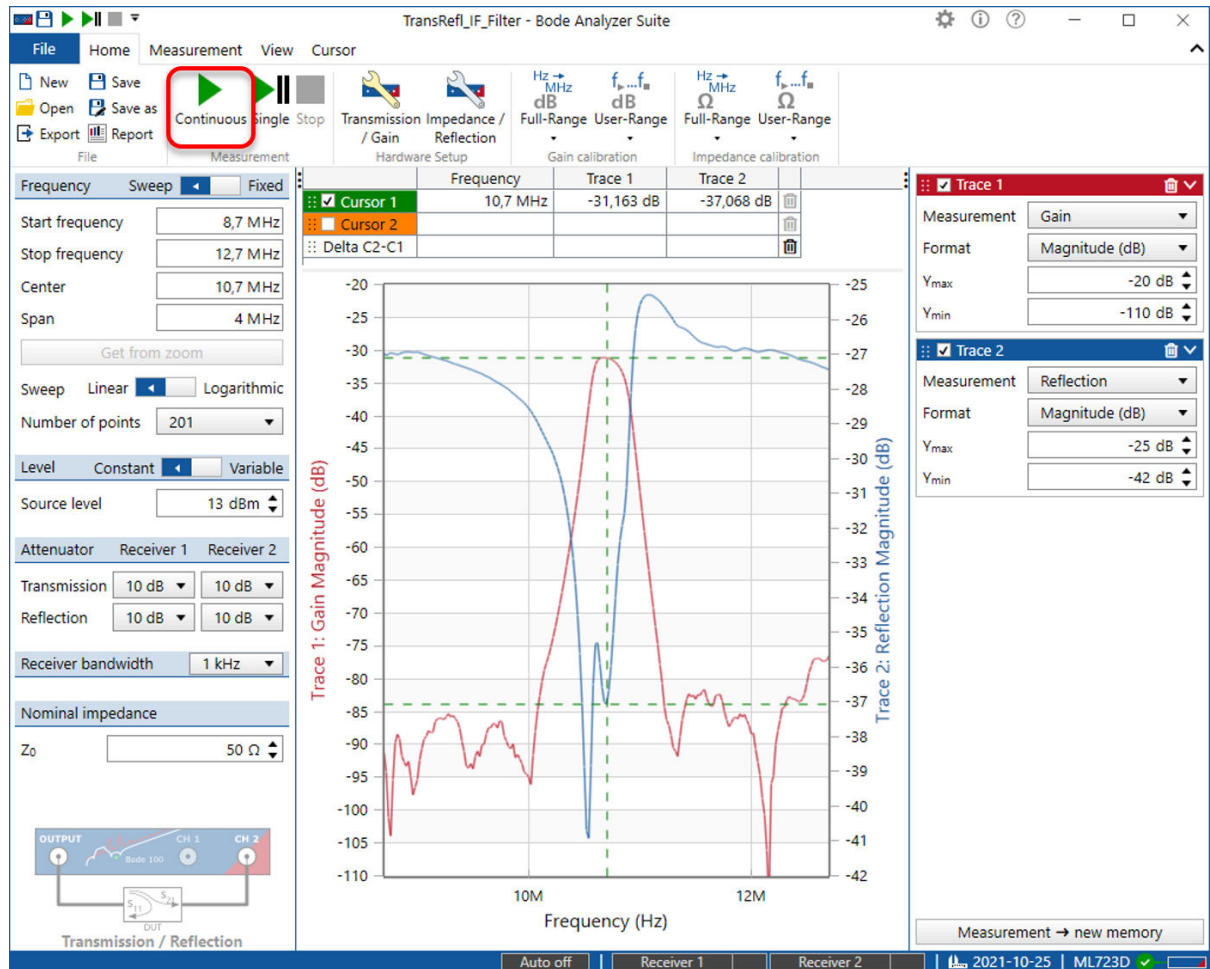 TransRefl_IF_Filter - Bode Analyzer Suite
File Home Measurement View Cursor
New Save
Open Save as
Export Report
File
Continuous Single Stop
Measurement
Transmission / Gain
Impedance / Reflection
Hardware Setup
Hz → MHz dB Full-Range
f▶...f■ dB User-Range
Gain calibration
Hz → MHz Ω Full-Range
f▶...f■ Ω User-Range
Impedance calibration
Frequency Sweep Fixed
Start frequency 8,7 MHz
Stop frequency 12,7 MHz
Center 10,7 MHz
Span 4 MHz
Get from zoom
Sweep Linear Logarithmic
Number of points 201
Level Constant Variable
Source level 13 dBm
Attenuator Receiver 1 Receiver 2
Transmission 10 dB 10 dB
Reflection 10 dB 10 dB
Receiver bandwidth 1 kHz
Nominal impedance
Z0 50 Ω
OUTPUT CH 1 CH 2
Bode 100
S11 S21
DUT
Transmission / Reflection
Frequency Trace 1 Trace 2
Cursor 1 10,7 MHz -31,163 dB -37,068 dB
Cursor 2
Delta C2-C1
Trace 1: Gain Magnitude (dB)
-20
-25
-30
-35
-40
-45
-50
-55
-60
-65
-70
-75
-80
-85
-90
-95
-100
-105
-110
10M 12M
Frequency (Hz)
-25
-26
-27
-28
-29
-30
-31
-32
-33
-34
-35
-36
-37
-38
-39
-40
-41
-42
Trace 2: Reflection Magnitude (dB)
Trace 1
Measurement Gain
Format Magnitude (dB)
Ymax -20 dB
Ymin -110 dB
Trace 2
Measurement Reflection
Format Magnitude (dB)
Ymax -25 dB
Ymin -42 dB
Measurement → new memory
Auto off Receiver 1 Receiver 2 2021-10-25 ML723D